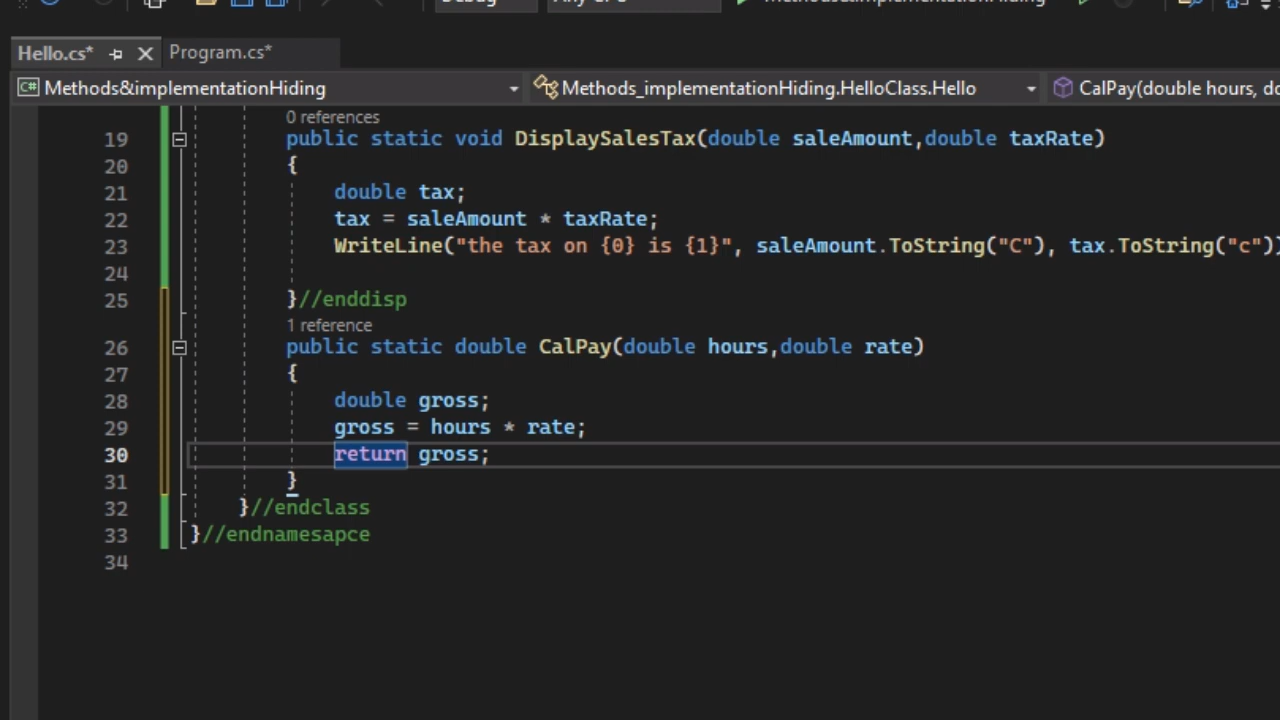 Hello.cs*
Program.cs*
C# Methods&implementationHiding
Methods_implementationHiding.HelloClass.Hello
CalPay(double hours, do
0 references
19 public static void DisplaySalesTax(double saleAmount,double taxRate)
20 {
21 double tax;
22 tax = saleAmount * taxRate;
23 WriteLine("the tax on {0} is {1}", saleAmount.ToString("C"), tax.ToString("c"))
24
25 }//enddisp
1 reference
26 public static double CalPay(double hours,double rate)
27 {
28 double gross;
29 gross = hours * rate;
30 return gross;
31 }
32 }//endclass
33 }//endnamesapce
34